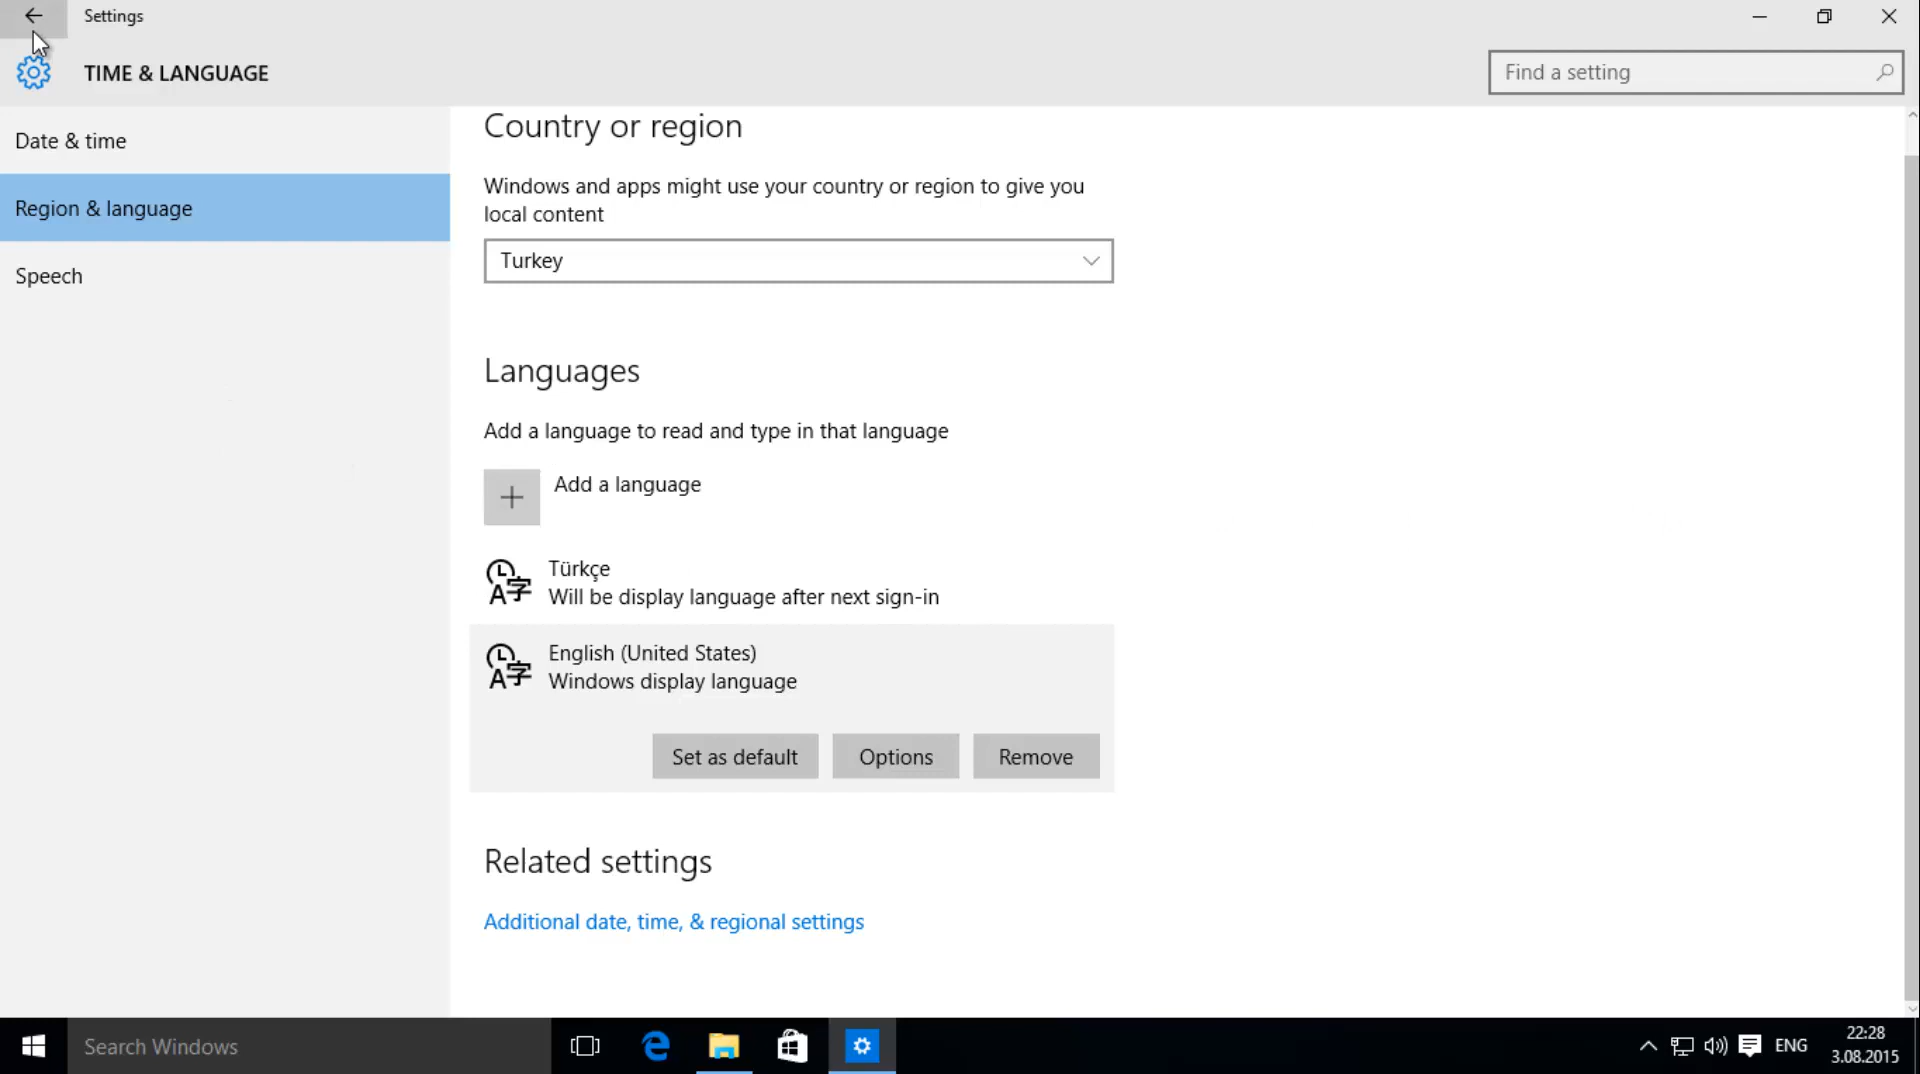 Settings
TIME & LANGUAGE
Find a setting
Date & time
Region & language
Speech
Country or region
Windows and apps might use your country or region to give you
local content
Turkey
Languages
Add a language to read and type in that language
Add a language
Türkçe
Will be display language after next sign-in
English (United States)
Windows display language
Set as default
Options
Remove
Related settings
Additional date, time, & regional settings
Search Windows
ENG
22:28
3.08.2015